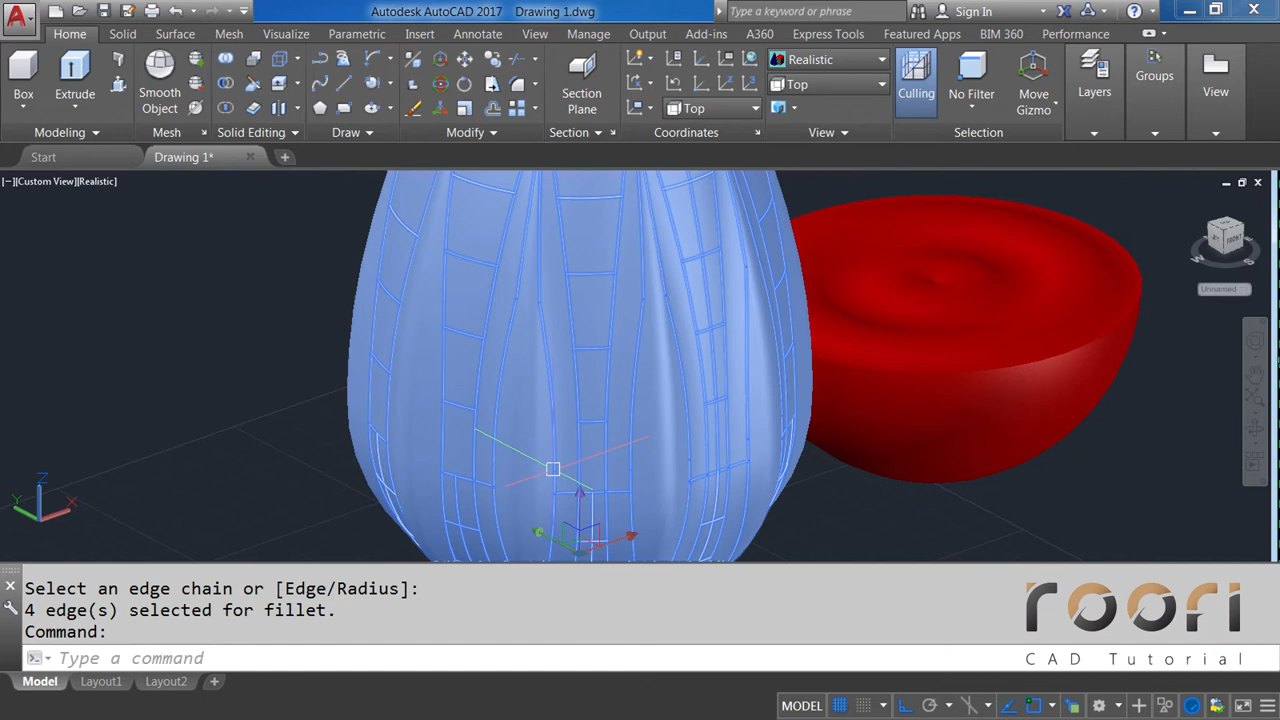 Autodesk AutoCAD 2017 Drawing 1.dwg
Type a keyword or phrase
Sign In
Home Solid Surface Mesh Visualize Parametric Insert Annotate View Manage Output Add-ins A360 Express Tools Featured Apps BIM 360 Performance
Box
Extrude
Smooth Object
Section Plane
Realistic
Top
Top
Culling
No Filter
Move Gizmo
Layers
Groups
View
Modeling Mesh Solid Editing Draw Modify Section Coordinates View Selection
Start Drawing 1*
[−][Custom View][Realistic]
FRONT
Unnamed
Z
Y
X
Select an edge chain or [Edge/Radius]:
4 edge(s) selected for fillet.
Command:
Type a command
roori
CAD Tutorial
Model Layout1 Layout2
MODEL